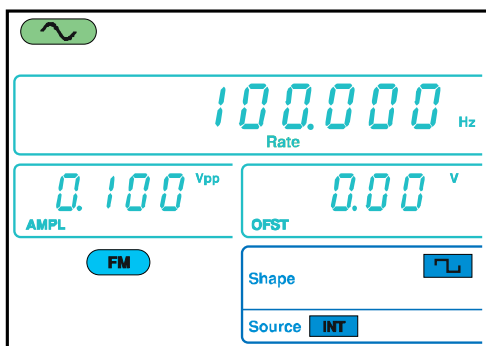 100.000 Hz
Rate
0.100 Vpp
AMPL
0.00 V
OFST
FM
Shape
Source INT